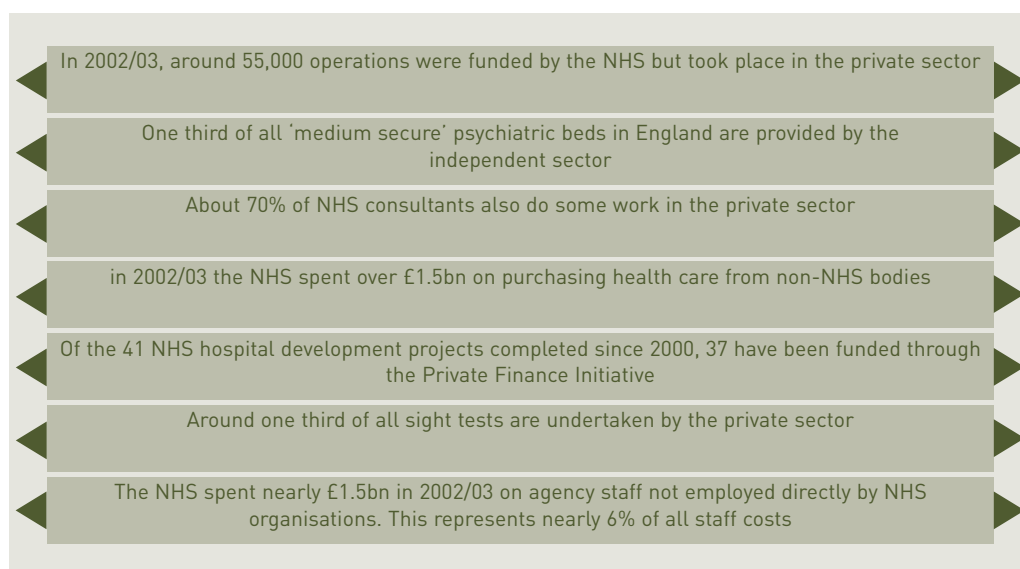 In 2002/03, around 55,000 operations were funded by the NHS but took place in the private sector
One third of all ‘medium secure’ psychiatric beds in England are provided by the
independent sector
About 70% of NHS consultants also do some work in the private sector
in 2002/03 the NHS spent over £1.5bn on purchasing health care from non-NHS bodies
Of the 41 NHS hospital development projects completed since 2000, 37 have been funded through
the Private Finance Initiative
Around one third of all sight tests are undertaken by the private sector
The NHS spent nearly £1.5bn in 2002/03 on agency staff not employed directly by NHS
organisations. This represents nearly 6% of all staff costs